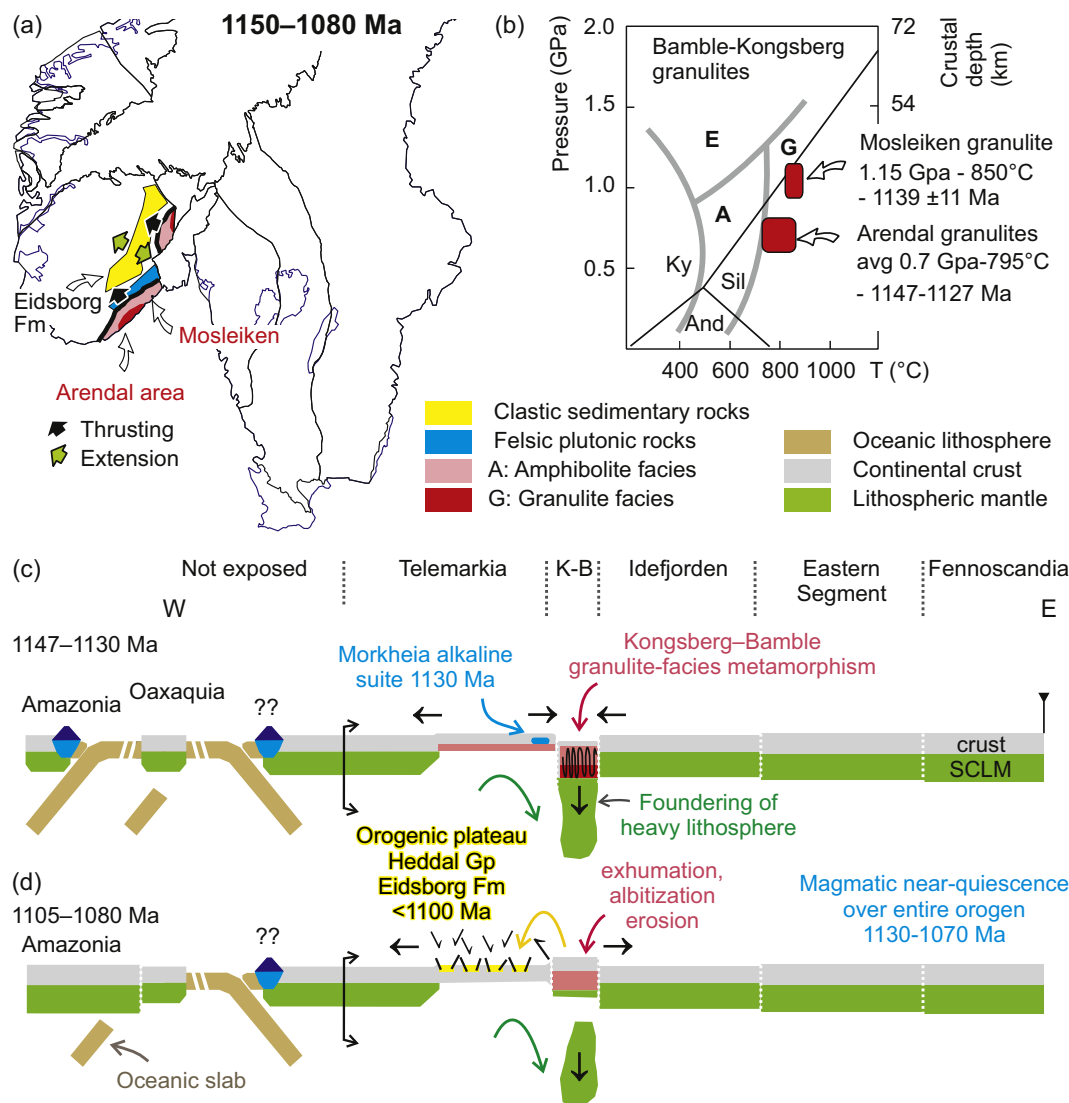 (a)
1150–1080 Ma
Eidsborg
Fm
Mosleiken
Arendal area
Thrusting
Extension
(b)
Pressure (GPa)
2.0
1.5
1.0
0.5
Bamble-Kongsberg
granulites
E
G
A
Ky
Sil
And
400
600
800
1000
T (°C)
72
54
Crustal
depth
(km)
Mosleiken granulite
1.15 Gpa - 850°C
- 1139 ±11 Ma
Arendal granulites
avg 0.7 Gpa-795°C
- 1147-1127 Ma
Clastic sedimentary rocks
Felsic plutonic rocks
A: Amphibolite facies
G: Granulite facies
Oceanic lithosphere
Continental crust
Lithospheric mantle
(c)
Not exposed
Telemarkia
K-B
Idefjorden
Eastern
Segment
Fennoscandia
W
E
1147–1130 Ma
Amazonia
Oaxaquia
??
Morkheia alkaline
suite 1130 Ma
Kongsberg–Bamble
granulite-facies metamorphism
crust
SCLM
Foundering of
heavy lithosphere
Orogenic plateau
Heddal Gp
Eidsborg Fm
<1100 Ma
(d)
1105–1080 Ma
Amazonia
??
exhumation,
albitization
erosion
Magmatic near-quiescence
over entire orogen
1130-1070 Ma
Oceanic slab